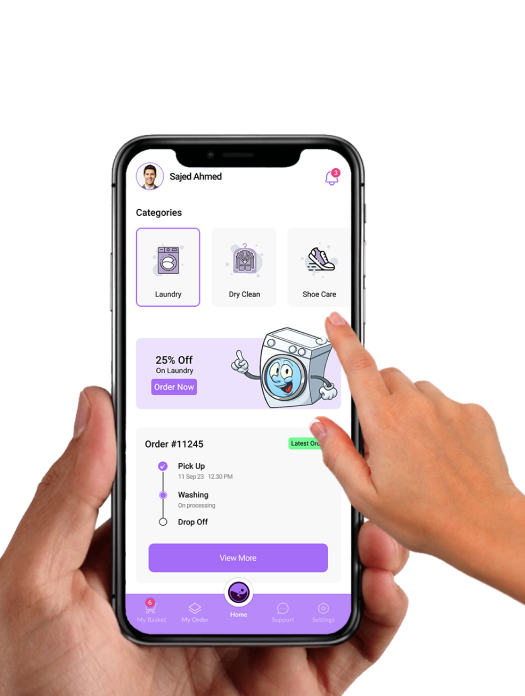 Sajed Ahmed
3
Categories
Laundry
Dry Clean
Shoe Care
25% Off
On Laundry
Order Now
Order #11245
Latest
Pick Up
11 Sep 23 12.30 PM
Washing
On processing
Drop Off
View More
6
My Basket
My Order
Home
Support
Settings